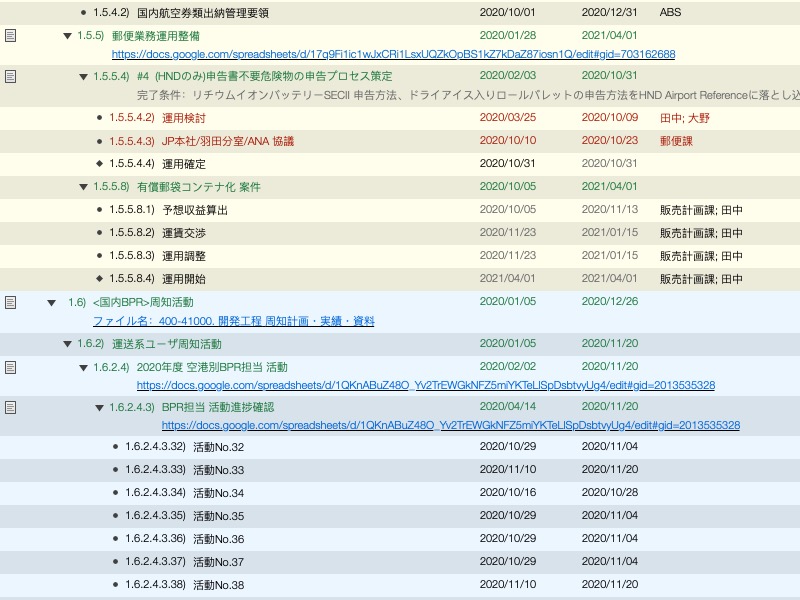 1.5.4.2) 国内航空券類出納管理要領 2020/10/01 2020/12/31 ABS
1.5.5) 郵便業務運用整備 2020/01/28 2021/04/01
https://docs.google.com/spreadsheets/d/17q9Fi1ic1wJxCRi1LsxUQZkOpBS1kZ7kDaZ87iosn1Q/edit#gid=703162688
1.5.5.4) #4 (HNDのみ)申告書不要危険物の申告プロセス策定 2020/02/03 2020/10/31
完了条件: リチウムイオンバッテリーSECII 申告方法、ドライアイス入りロールパレットの申告方法をHND Airport Referenceに落とし込
1.5.5.4.2) 運用検討 2020/03/25 2020/10/09 田中; 大野
1.5.5.4.3) JP本社/羽田分室/ANA 協議 2020/10/10 2020/10/23 郵便課
1.5.5.4.4) 運用確定 2020/10/31 2020/10/31
1.5.5.8) 有償郵袋コンテナ化 案件 2020/10/05 2021/04/01
1.5.5.8.1) 予想収益算出 2020/10/05 2020/11/13 販売計画課; 田中
1.5.5.8.2) 運賃交渉 2020/11/23 2021/01/15 販売計画課; 田中
1.5.5.8.3) 運用調整 2020/11/23 2021/01/15 販売計画課; 田中
1.5.5.8.4) 運用開始 2021/04/01 2021/04/01 販売計画課; 田中
1.6) <国内BPR>周知活動 2020/01/05 2020/12/26
ファイル名: 400-41000. 開発工程 周知計画・実績・資料
1.6.2) 運送系ユーザ周知活動 2020/01/05 2020/11/20
1.6.2.4) 2020年度 空港別BPR担当 活動 2020/02/02 2020/11/20
https://docs.google.com/spreadsheets/d/1QKnABuZ48O_Yv2TrEWGkNFZ5miYKTeLlSpDsbtvyUg4/edit#gid=2013535328
1.6.2.4.3) BPR担当 活動進捗確認 2020/04/14 2020/11/20
https://docs.google.com/spreadsheets/d/1QKnABuZ48O_Yv2TrEWGkNFZ5miYKTeLlSpDsbtvyUg4/edit#gid=2013535328
1.6.2.4.3.32) 活動No.32 2020/10/29 2020/11/04
1.6.2.4.3.33) 活動No.33 2020/11/10 2020/11/20
1.6.2.4.3.34) 活動No.34 2020/10/16 2020/10/28
1.6.2.4.3.35) 活動No.35 2020/10/29 2020/11/04
1.6.2.4.3.36) 活動No.36 2020/10/29 2020/11/04
1.6.2.4.3.37) 活動No.37 2020/10/29 2020/11/04
1.6.2.4.3.38) 活動No.38 2020/11/10 2020/11/20